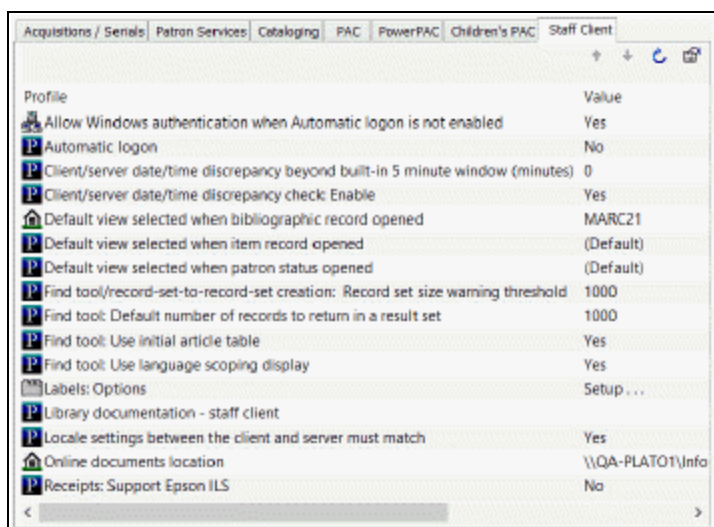 Acquisitions / Serials Patron Services Cataloging PAC PowerPAC Children's PAC Staff Client
Profile Value
Allow Windows authentication when Automatic logon is not enabled Yes
Automatic logon No
Client/server date/time discrepancy beyond built-in 5 minute window (minutes) 0
Client/server date/time discrepancy check: Enable Yes
Default view selected when bibliographic record opened MARC21
Default view selected when item record opened (Default)
Default view selected when patron status opened (Default)
Find tool/record-set-to-record-set creation: Record set size warning threshold 1000
Find tool: Default number of records to return in a result set 1000
Find tool: Use initial article table Yes
Find tool: Use language scoping display Yes
Labels: Options Setup . . .
Library documentation - staff client
Locale settings between the client and server must match Yes
Online documents location \\QA-PLATO1\Info
Receipts: Support Epson ILS No